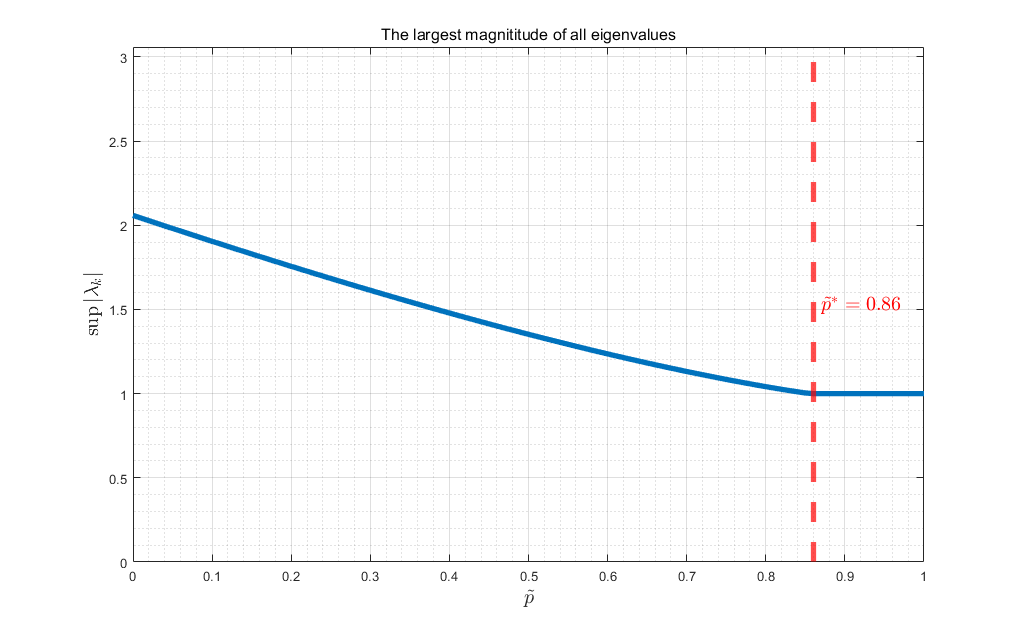 The largest magnititude of all eigenvalues
3
2.5
2
1.5
1
0.5
0
sup |λ_k|
p̃* = 0.86
0 0.1 0.2 0.3 0.4 0.5 0.6 0.7 0.8 0.9 1
p̃